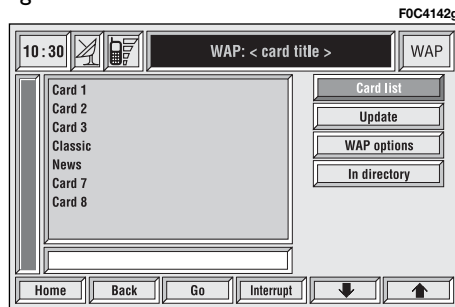 F0C4142g
10:30 WAP: < card title > WAP
Card 1
Card 2
Card 3
Classic
News
Card 7
Card 8
Card list
Update
WAP options
In directory
Home Back Go Interrupt